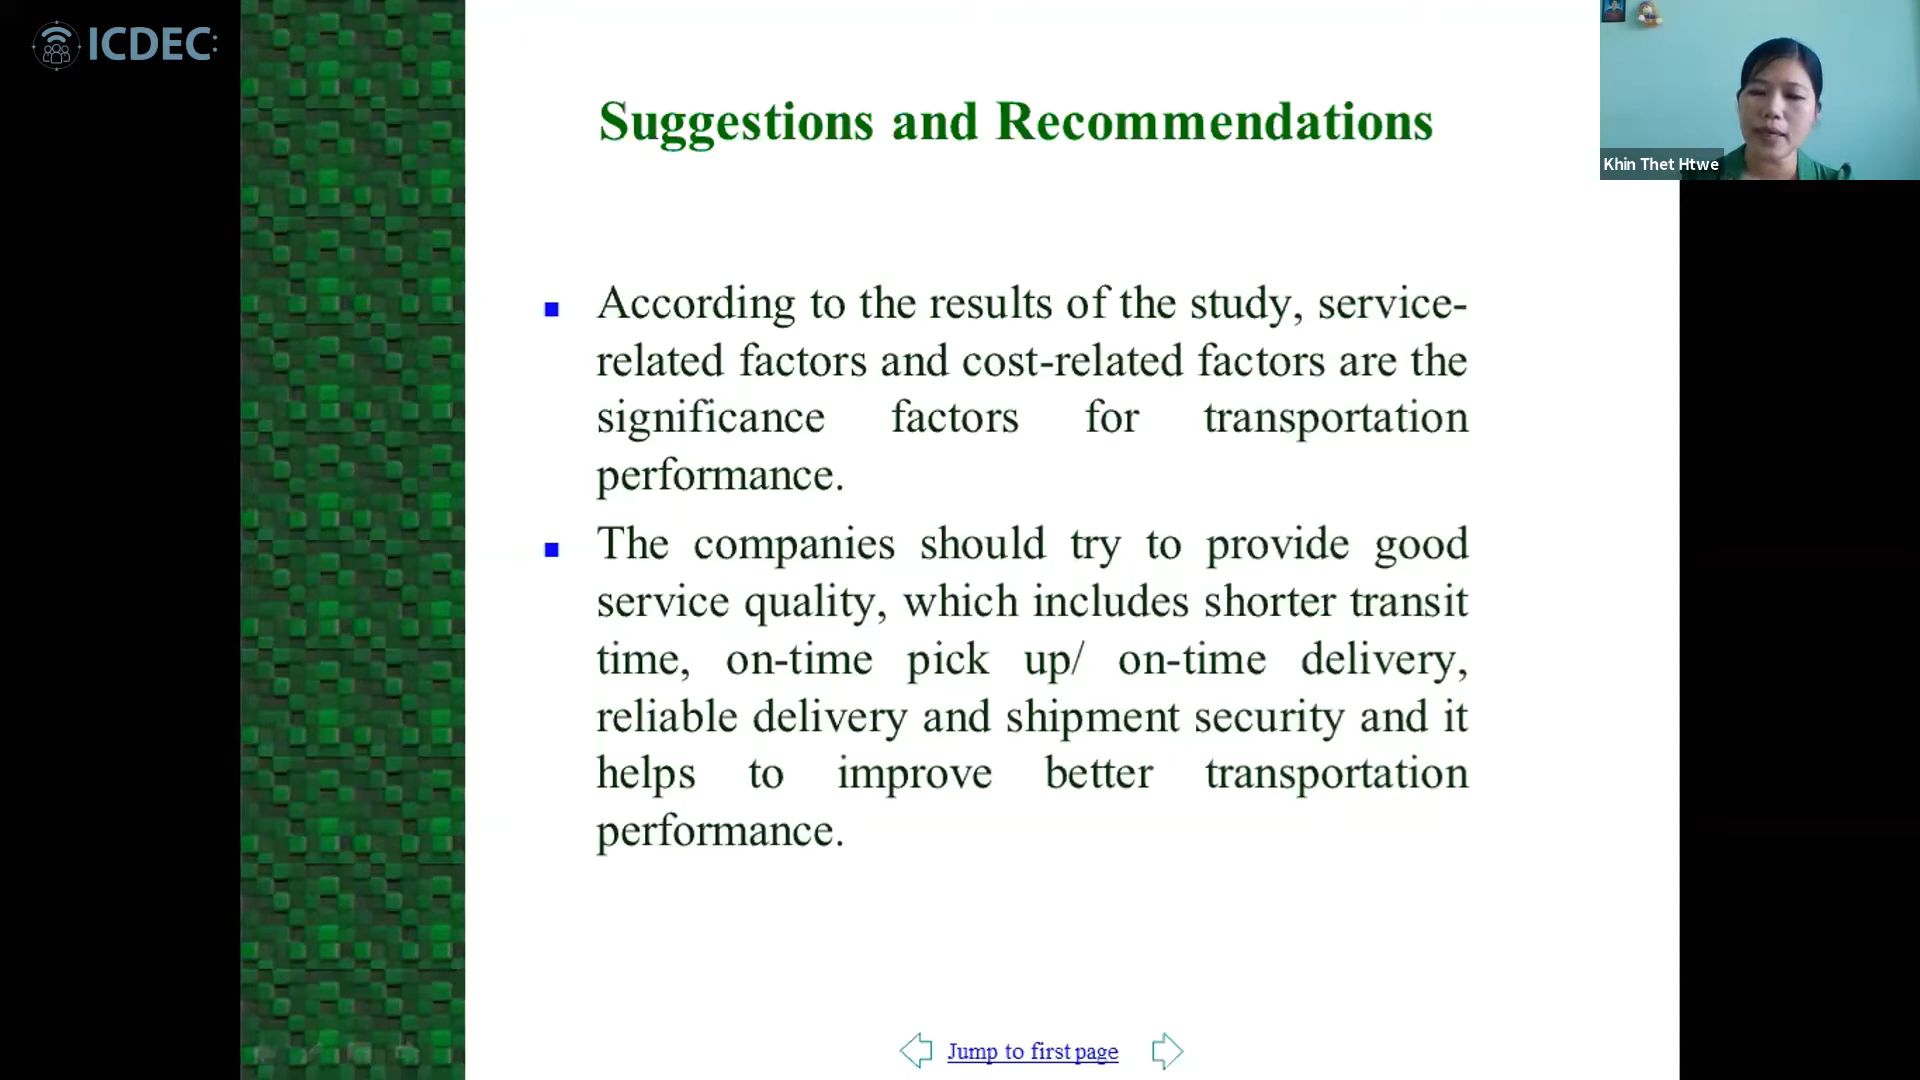 ICDEC:
Suggestions and Recommendations
Khin Thet Htwe
According to the results of the study, service-
related factors and cost-related factors are the
significance factors for transportation
performance.
The companies should try to provide good
service quality, which includes shorter transit
time, on-time pick up/ on-time delivery,
reliable delivery and shipment security and it
helps to improve better transportation
performance.
Jump to first page